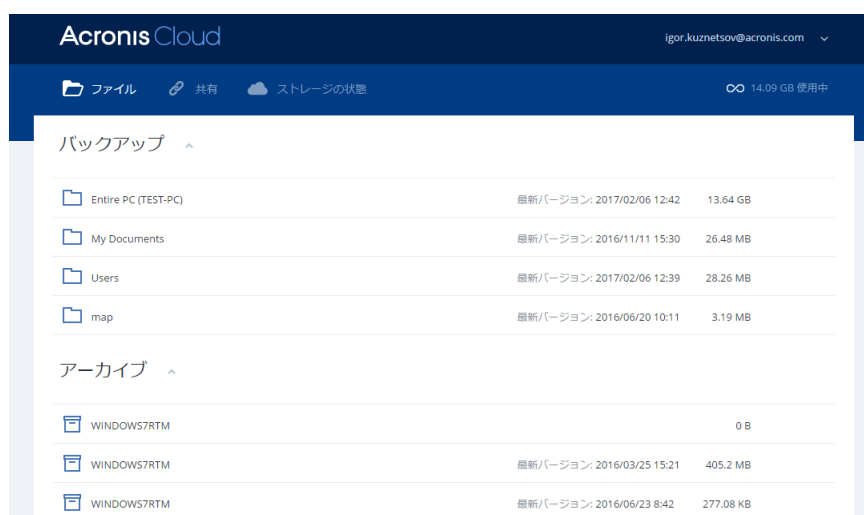 Acronis Cloud
igor.kuznetsov@acronis.com
ファイル 共有 ストレージの状態 14.09 GB 使用中
バックアップ
Entire PC (TEST-PC) 最新バージョン: 2017/02/06 12:42 13.64 GB
My Documents 最新バージョン: 2016/11/11 15:30 26.48 MB
Users 最新バージョン: 2017/02/06 12:39 28.26 MB
map 最新バージョン: 2016/06/20 10:11 3.19 MB
アーカイブ
WINDOWS7RTM 0 B
WINDOWS7RTM 最新バージョン: 2016/03/25 15:21 405.2 MB
WINDOWS7RTM 最新バージョン: 2016/06/23 8:42 277.08 KB